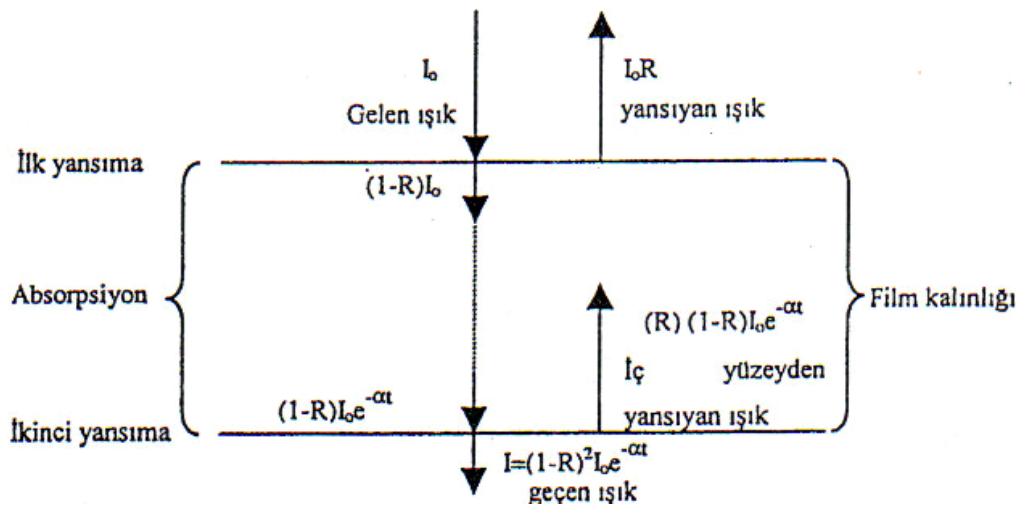 I₀
I₀R
Gelen ışık
yansıyan ışık
İlk yansıma
(1-R)I₀
Absorpsiyon
Film kalınlığı
(R) (1-R)I₀e^-αt
İç yüzeyden
yansıyan ışık
(1-R)I₀e^-αt
İkinci yansıma
I=(1-R)²I₀e^-αt
geçen ışık